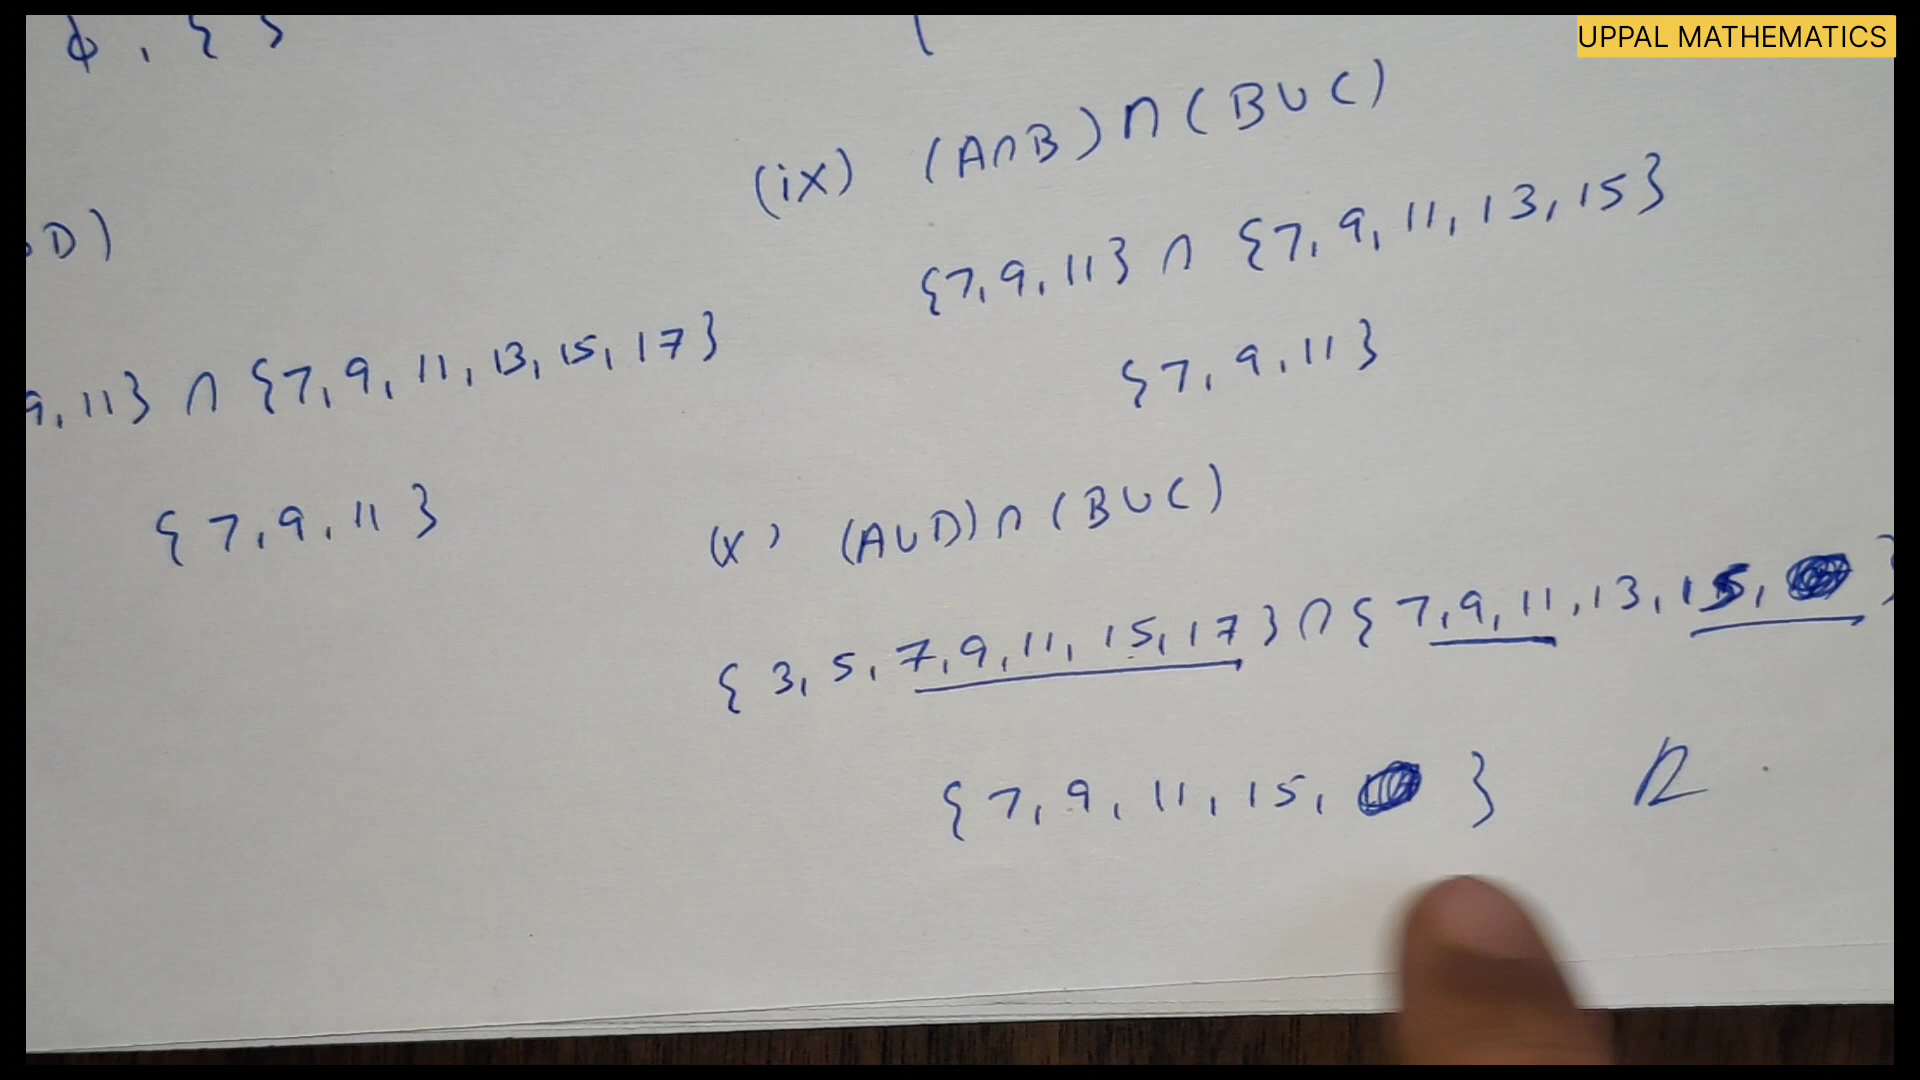 UPPAL MATHEMATICS
ϕ, { }
D)
9, 11} ∩ {7, 9, 11, 13, 15, 17}
{7, 9, 11}
(ix) (A∩B)∩(B∪C)
{7, 9, 11} ∩ {7, 9, 11, 13, 15}
{7, 9, 11}
(x) (A∪D)∩(B∪C)
{3, 5, 7, 9, 11, 15, 17}∩{7, 9, 11, 13, 15, }
{7, 9, 11, 15, }